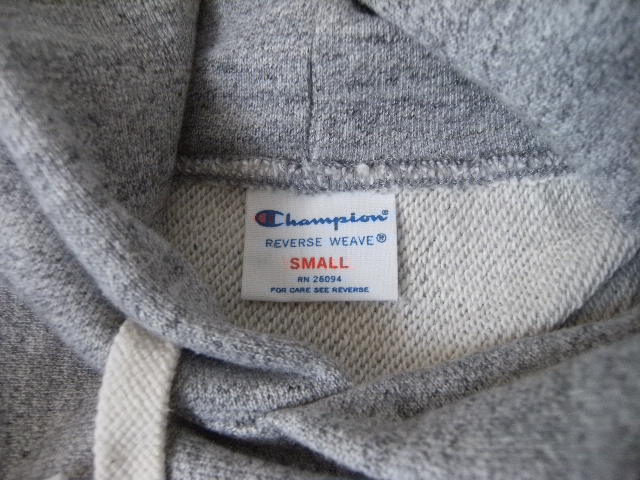 Champion®
REVERSE WEAVE®
SMALL
RN 26094
FOR CARE SEE REVERSE